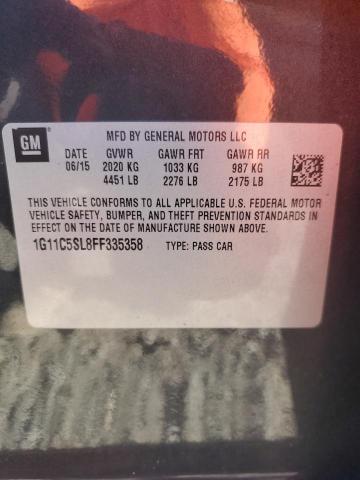 GM
MFD BY GENERAL MOTORS LLC
DATE GVWR GAWR FRT GAWR RR
06/15 2020 KG 1033 KG 987 KG
4451 LB 2276 LB 2175 LB
THIS VEHICLE CONFORMS TO ALL APPLICABLE U.S. FEDERAL MOTOR
VEHICLE SAFETY, BUMPER, AND THEFT PREVENTION STANDARDS IN
EFFECT ON THE DATE OF MANUFACTURE SHOWN ABOVE.
1G11C5SL8FF335358 TYPE: PASS CAR